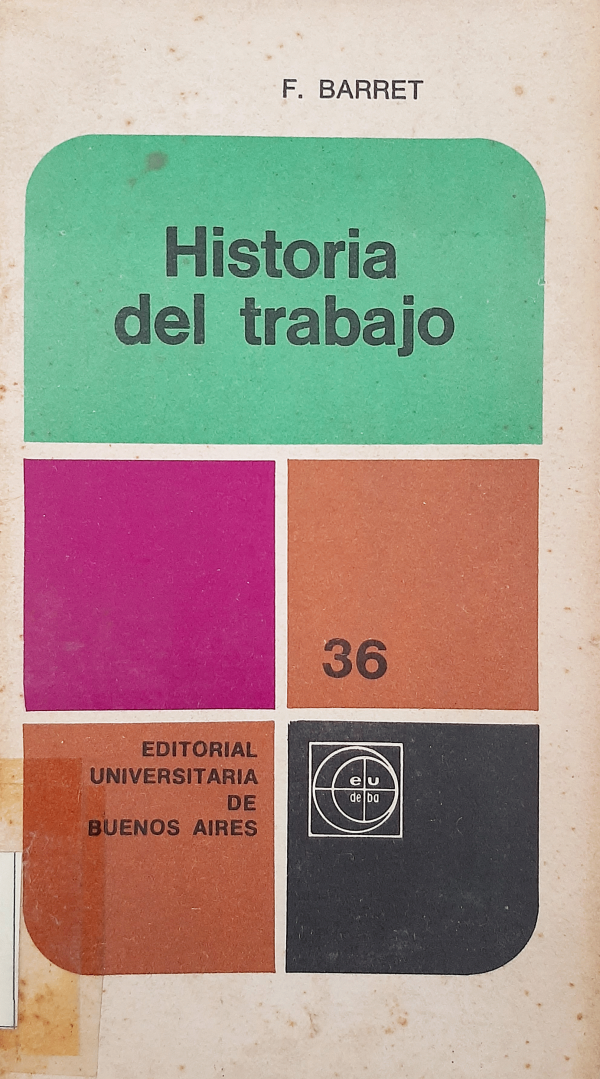 F. BARRET
Historia
del trabajo
36
EDITORIAL
UNIVERSITARIA
DE
BUENOS AIRES
eu
deba